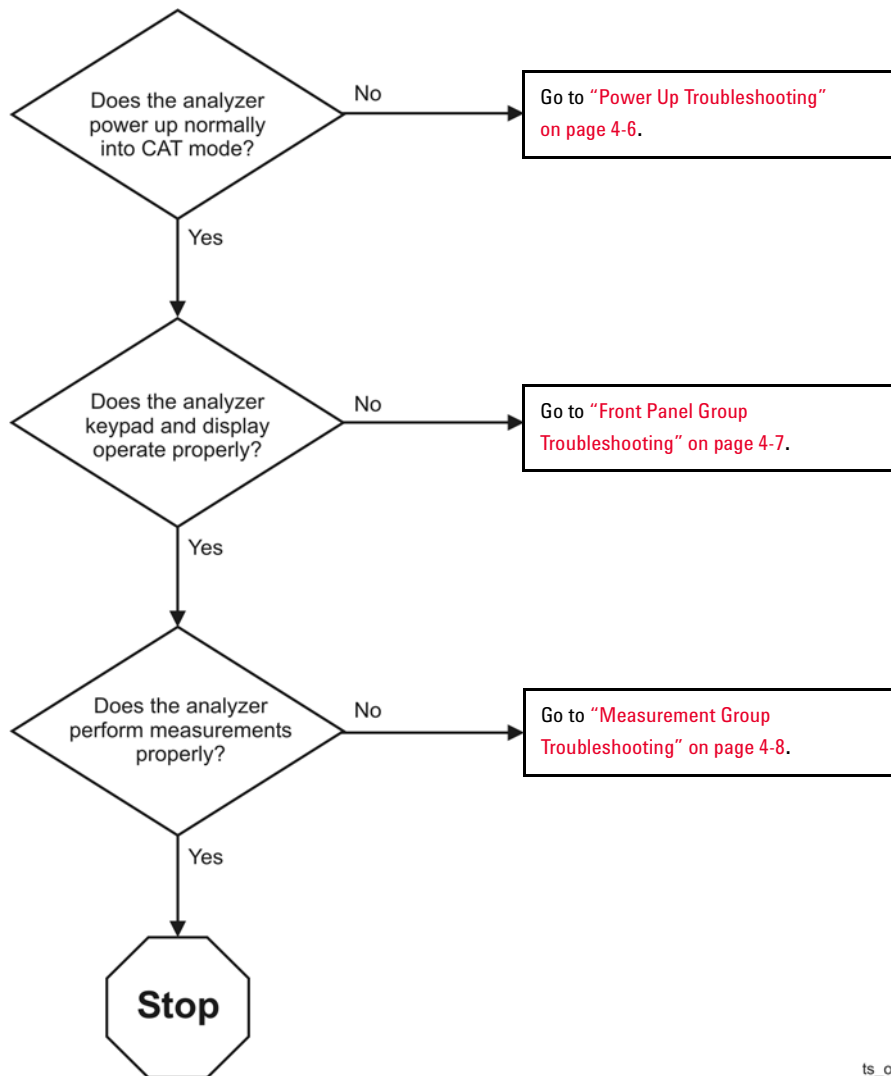 Does the analyzer
power up normally
into CAT mode?
No
Go to “Power Up Troubleshooting”
on page 4-6.
Yes
Does the analyzer
keypad and display
operate properly?
No
Go to “Front Panel Group
Troubleshooting” on page 4-7.
Yes
Does the analyzer
perform measurements
properly?
No
Go to “Measurement Group
Troubleshooting” on page 4-8.
Yes
Stop